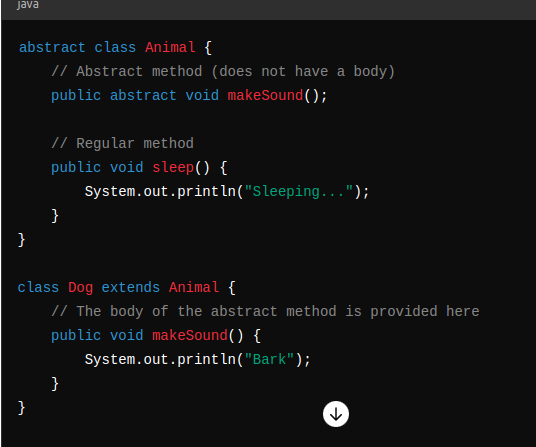 java
abstract class Animal {
    // Abstract method (does not have a body)
    public abstract void makeSound();
    // Regular method
    public void sleep() {
        System.out.println("Sleeping...");
    }
}
class Dog extends Animal {
    // The body of the abstract method is provided here
    public void makeSound() {
        System.out.println("Bark");
    }
}